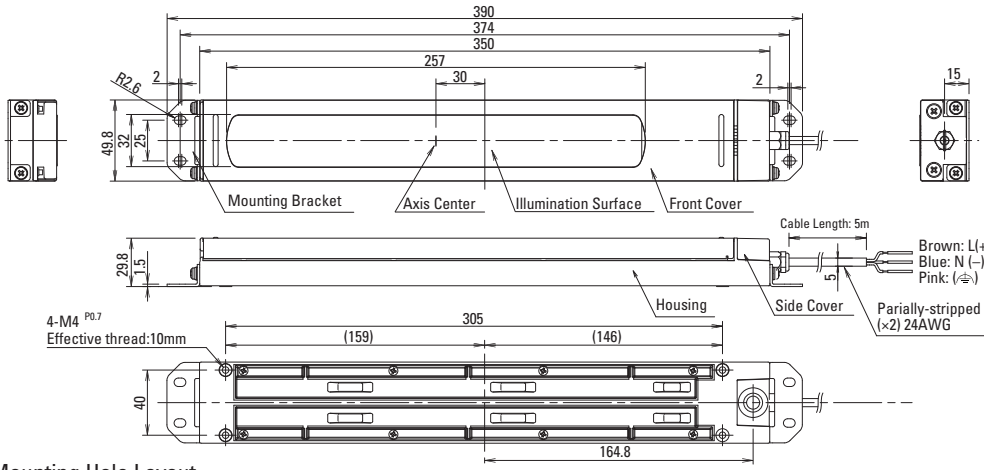 390
374
350
257
30
2
2
15
R2.6
49.8
32
25
Mounting Bracket
Axis Center
Illumination Surface
Front Cover
Cable Length: 5m
Brown: L(+
Blue: N (–)
Pink: (⏚)
29.8
1.5
5
Housing
Side Cover
Parially-stripped
(×2) 24AWG
4-M4 P0.7
Effective thread:10mm
305
(159)
(146)
40
164.8
Mounting Hole Layout